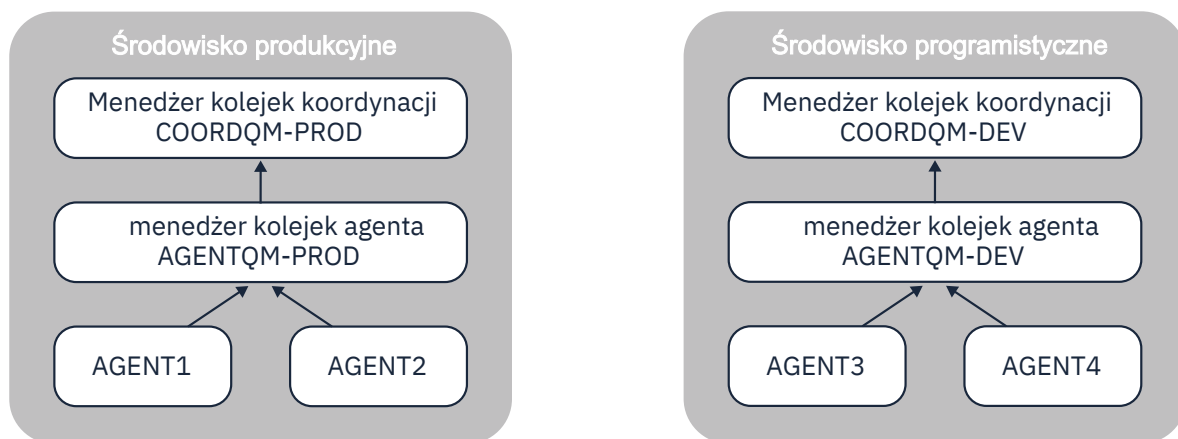 Środowisko produkcyjne
Menedżer kolejek koordynacji
COORDQM-PROD
menedżer kolejek agenta
AGENTQM-PROD
AGENT1
AGENT2
Środowisko programistyczne
Menedżer kolejek koordynacji
COORDQM-DEV
menedżer kolejek agenta
AGENTQM-DEV
AGENT3
AGENT4